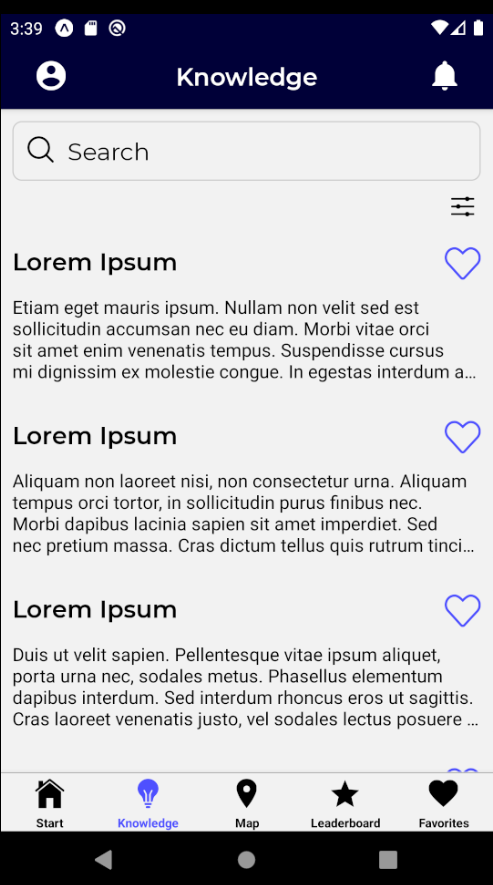 3:39
Knowledge
Search
Lorem Ipsum
Etiam eget mauris ipsum. Nullam non velit sed est
sollicitudin accumsan nec eu diam. Morbi vitae orci
sit amet enim venenatis tempus. Suspendisse cursus
mi dignissim ex molestie congue. In egestas interdum a...
Lorem Ipsum
Aliquam non laoreet nisi, non consectetur urna. Aliquam
tempus orci tortor, in sollicitudin purus finibus nec.
Morbi dapibus lacinia sapien sit amet imperdiet. Sed
nec pretium massa. Cras dictum tellus quis rutrum tinci...
Lorem Ipsum
Duis ut velit sapien. Pellentesque vitae ipsum aliquet,
porta urna nec, sodales metus. Phasellus elementum
dapibus interdum. Sed interdum rhoncus eros ut sagittis.
Cras laoreet venenatis justo, vel sodales lectus posuere ...
Start Knowledge Map Leaderboard Favorites